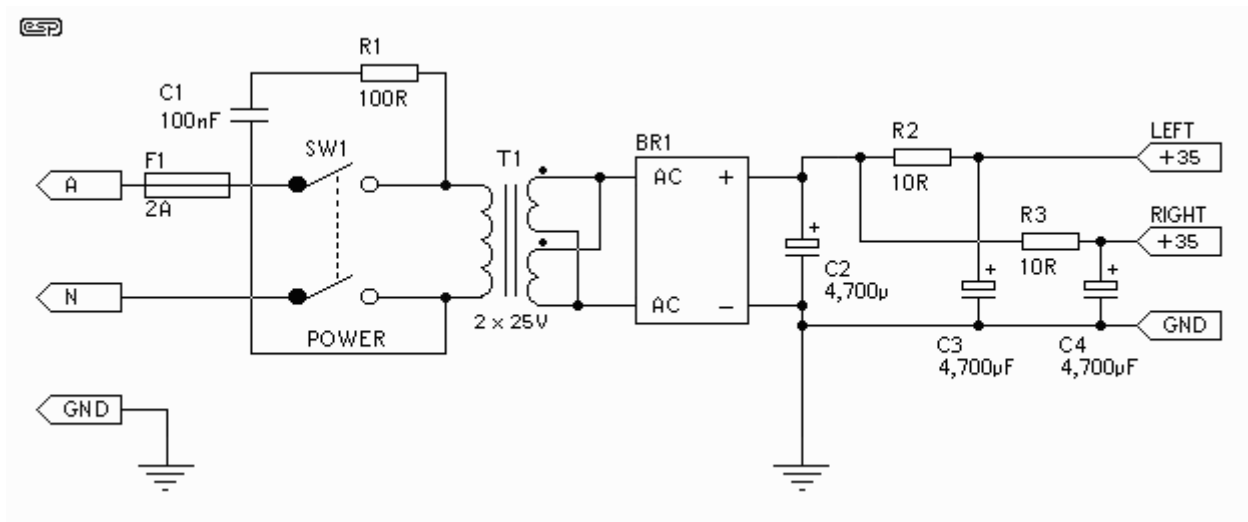 esp
R1
100R
C1
100nF
F1
2A
A
SW1
T1
BR1
AC
+
R2
10R
LEFT
+35
R3
10R
RIGHT
+35
+
C2
4,700µ
N
POWER
2 x 25V
AC
−
+
C3
4,700µF
+
C4
4,700µF
GND
GND